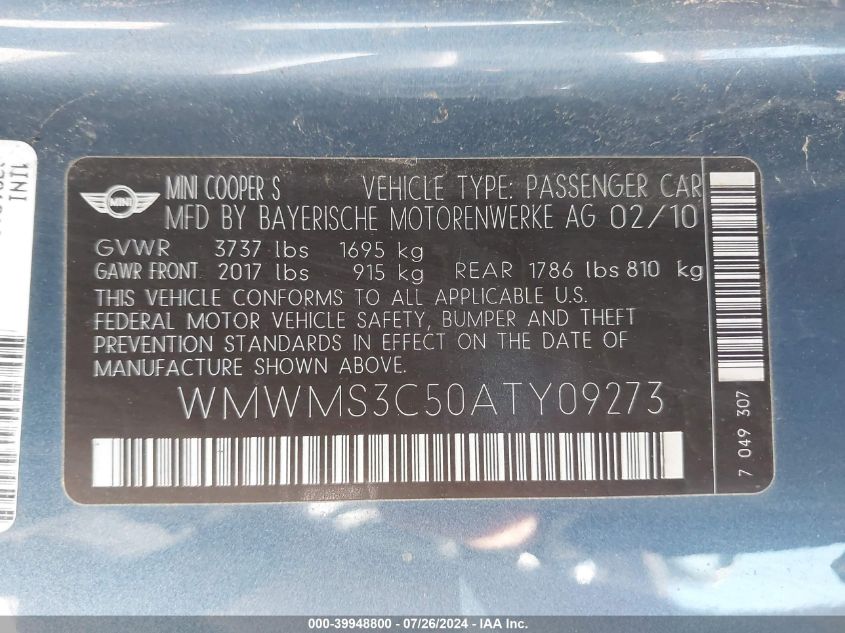 MINI
MINI COOPER S VEHICLE TYPE: PASSENGER CAR
MFD BY BAYERISCHE MOTORENWERKE AG 02/10
GVWR 3737 lbs 1695 kg
GAWR FRONT 2017 lbs 915 kg REAR 1786 lbs 810 kg
THIS VEHICLE CONFORMS TO ALL APPLICABLE U.S.
FEDERAL MOTOR VEHICLE SAFETY, BUMPER AND THEFT
PREVENTION STANDARDS IN EFFECT ON THE DATE OF
MANUFACTURE SHOWN ABOVE.
WMWMS3C50ATY09273
7 049 307
000-39948800 - 07/26/2024 - IAA Inc.